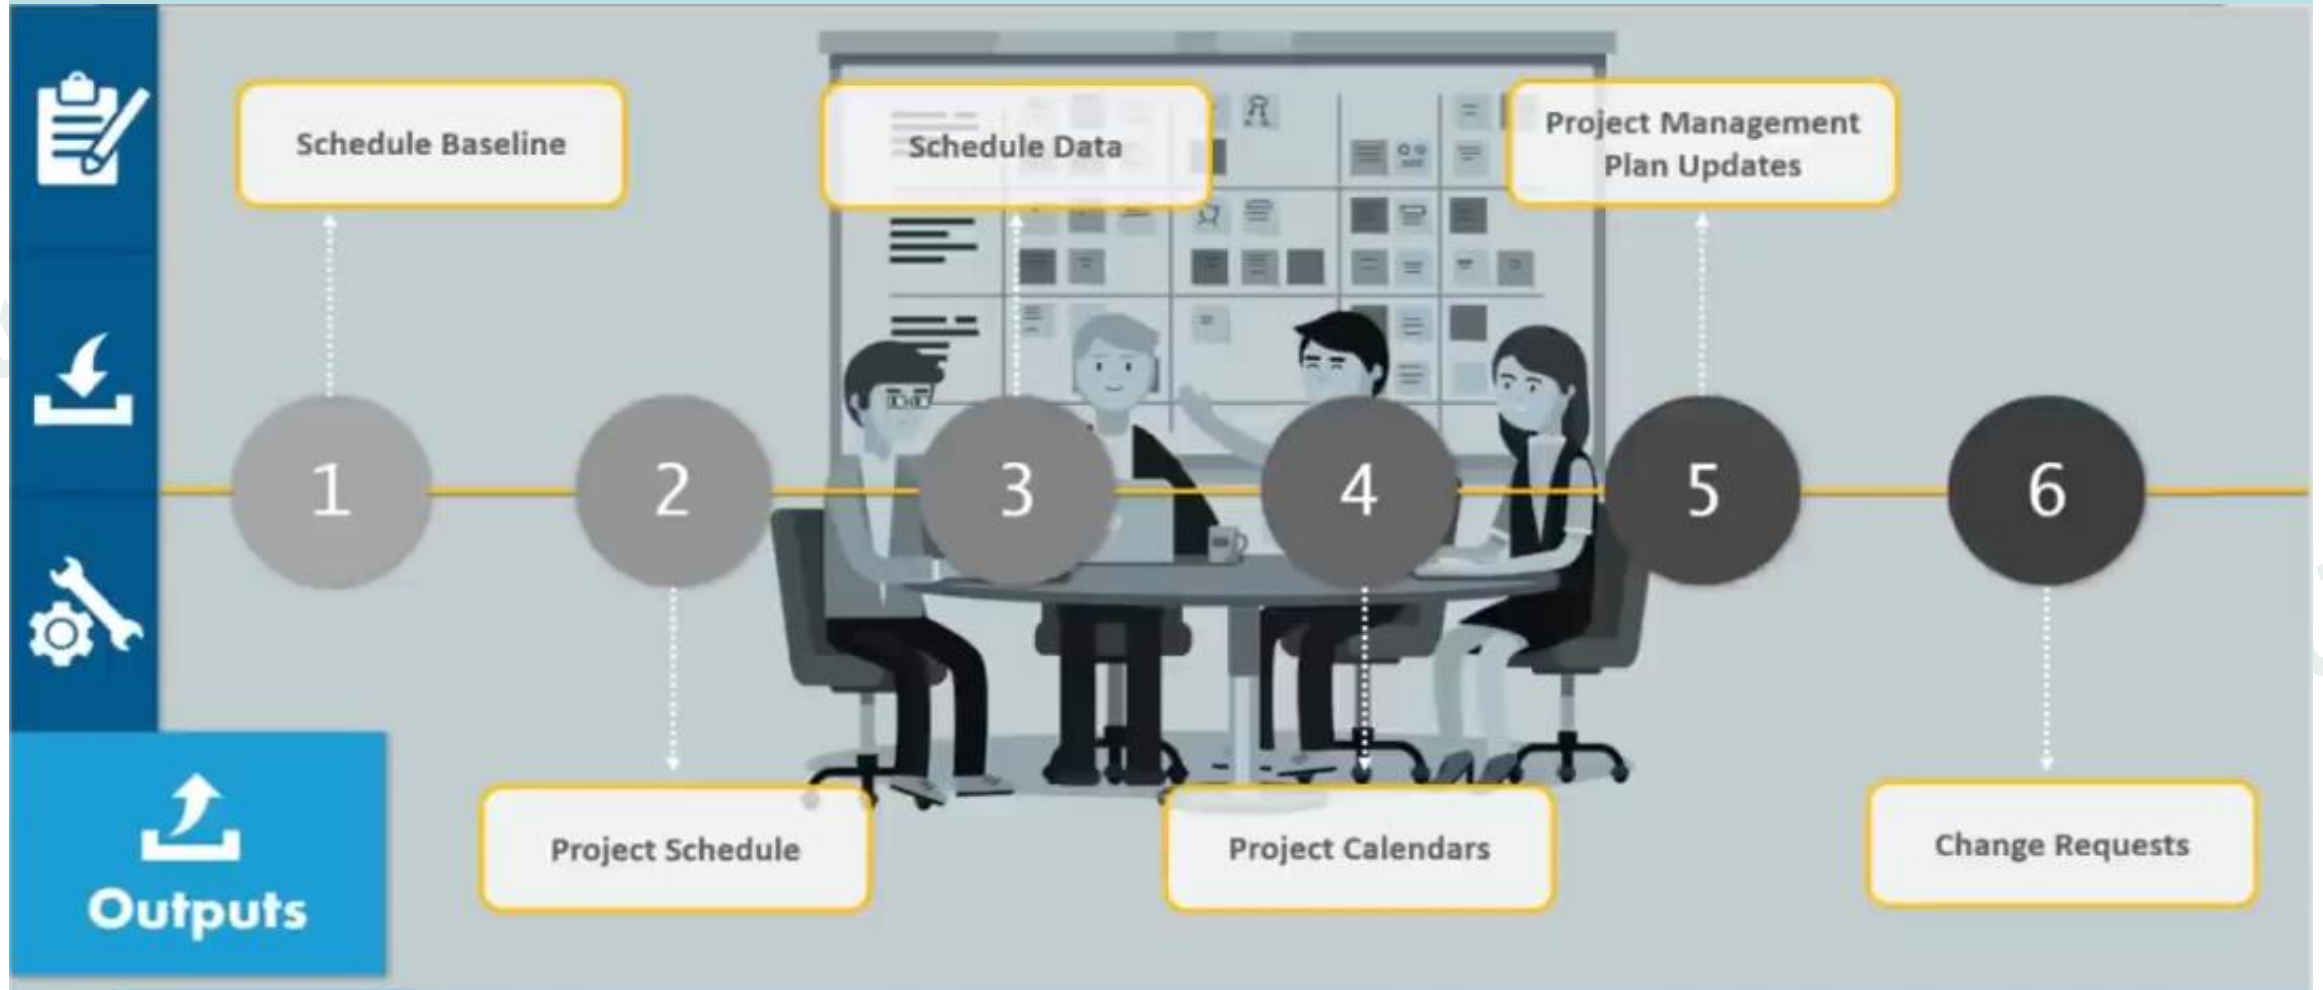 Schedule Baseline
Schedule Data
Project Management
Plan Updates
1
2
3
4
5
6
Project Schedule
Project Calendars
Change Requests
Outputs